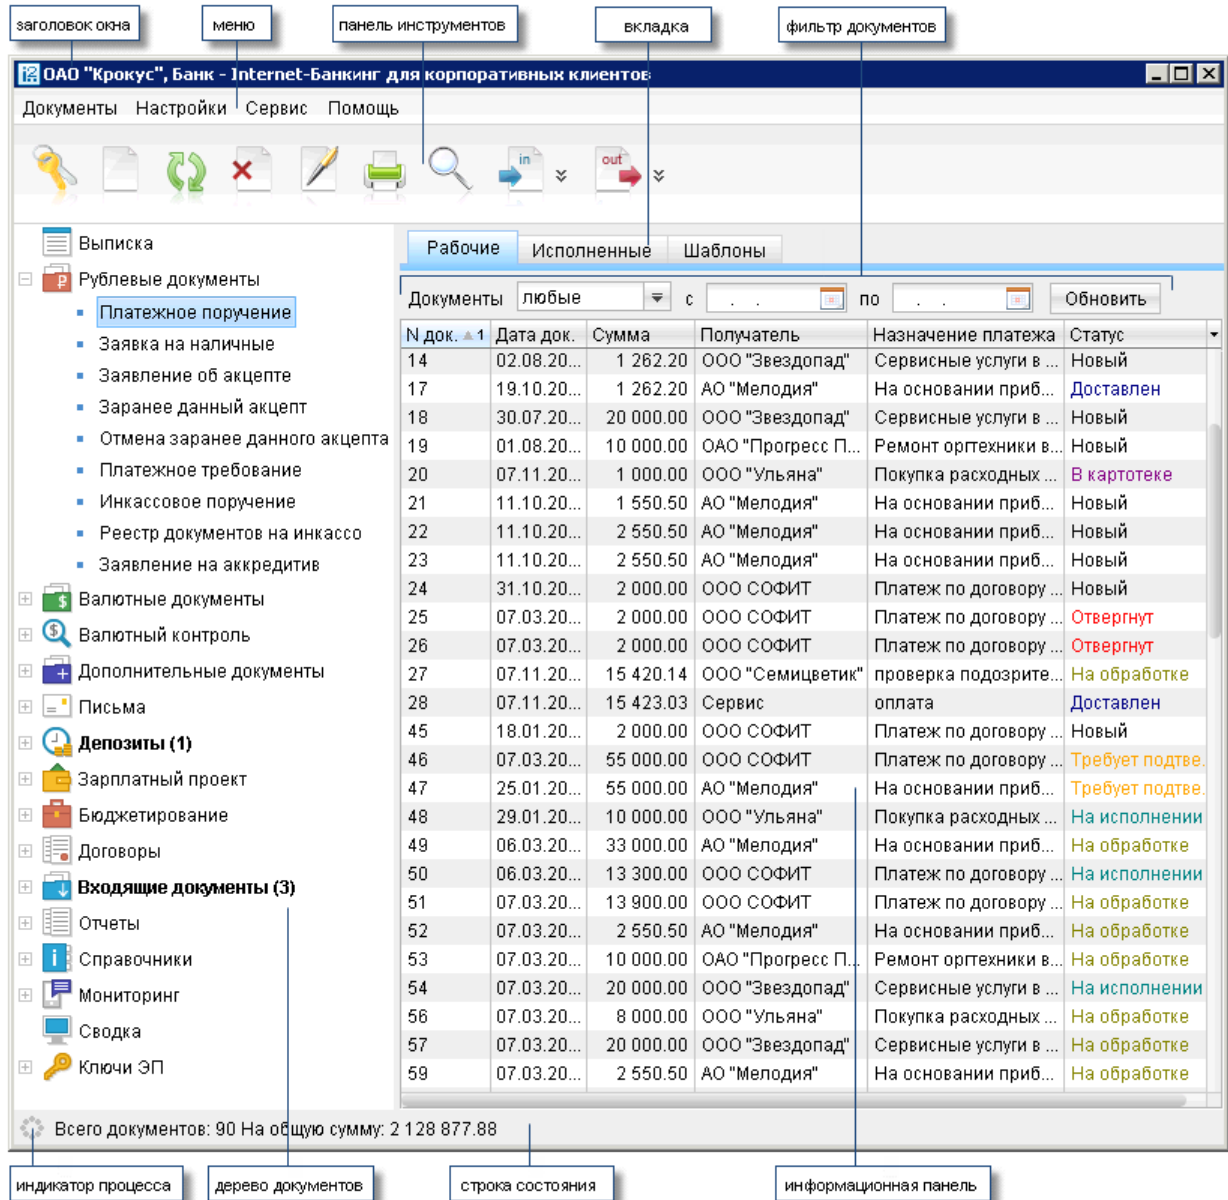 заголовок окна
меню
панель инструментов
вкладка
фильтр документов
ОАО "Крокус", Банк - Internet-Банкинг для корпоративных клиентов
Документы Настройки Сервис Помощь
in
out
Выписка
Рублевые документы
Платежное поручение
Заявка на наличные
Заявление об акцепте
Заранее данный акцепт
Отмена заранее данного акцепта
Платежное требование
Инкассовое поручение
Реестр документов на инкассо
Заявление на аккредитив
Валютные документы
Валютный контроль
Дополнительные документы
Письма
Депозиты (1)
Зарплатный проект
Бюджетирование
Договоры
Входящие документы (3)
Отчеты
Справочники
Мониторинг
Сводка
Ключи ЭП
Рабочие Исполненные Шаблоны
Документы любые с . . по . . Обновить
N док. 1 Дата док. Сумма Получатель Назначение платежа Статус
14 02.08.20... 1 262.20 ООО "Звездопад" Сервисные услуги в ... Новый
17 19.10.20... 1 262.20 АО "Мелодия" На основании приб... Доставлен
18 30.07.20... 20 000.00 ООО "Звездопад" Сервисные услуги в ... Новый
19 01.08.20... 10 000.00 ОАО "Прогресс П... Ремонт оргтехники в... Новый
20 07.11.20... 1 000.00 ООО "Ульяна" Покупка расходных ... В картотеке
21 11.10.20... 1 550.50 АО "Мелодия" На основании приб... Новый
22 11.10.20... 2 550.50 АО "Мелодия" На основании приб... Новый
23 11.10.20... 2 550.50 АО "Мелодия" На основании приб... Новый
24 31.10.20... 2 000.00 ООО СОФИТ Платеж по договору ... Новый
25 07.03.20... 2 000.00 ООО СОФИТ Платеж по договору ... Отвергнут
26 07.03.20... 2 000.00 ООО СОФИТ Платеж по договору ... Отвергнут
27 07.11.20... 15 420.14 ООО "Семицветик" проверка подозрите... На обработке
28 07.11.20... 15 423.03 Сервис оплата Доставлен
45 18.01.20... 2 000.00 ООО СОФИТ Платеж по договору ... Новый
46 07.03.20... 55 000.00 ООО СОФИТ Платеж по договору ... Требует подтве.
47 25.01.20... 55 000.00 АО "Мелодия" На основании приб... Требует подтве.
48 29.01.20... 10 000.00 ООО "Ульяна" Покупка расходных ... На исполнении
49 06.03.20... 33 000.00 АО "Мелодия" На основании приб... На обработке
50 06.03.20... 13 300.00 ООО СОФИТ Платеж по договору ... На исполнении
51 07.03.20... 13 900.00 ООО СОФИТ Платеж по договору ... На обработке
52 07.03.20... 2 550.50 АО "Мелодия" На основании приб... На обработке
53 07.03.20... 10 000.00 ОАО "Прогресс П... Ремонт оргтехники в... На обработке
54 07.03.20... 20 000.00 ООО "Звездопад" Сервисные услуги в ... На исполнении
56 07.03.20... 8 000.00 ООО "Ульяна" Покупка расходных ... На обработке
57 07.03.20... 20 000.00 ООО "Звездопад" Сервисные услуги в ... На обработке
59 07.03.20... 2 550.50 АО "Мелодия" На основании приб... На обработке
Всего документов: 90 На общую сумму: 2 128 877.88
индикатор процесса
дерево документов
строка состояния
информационная панель